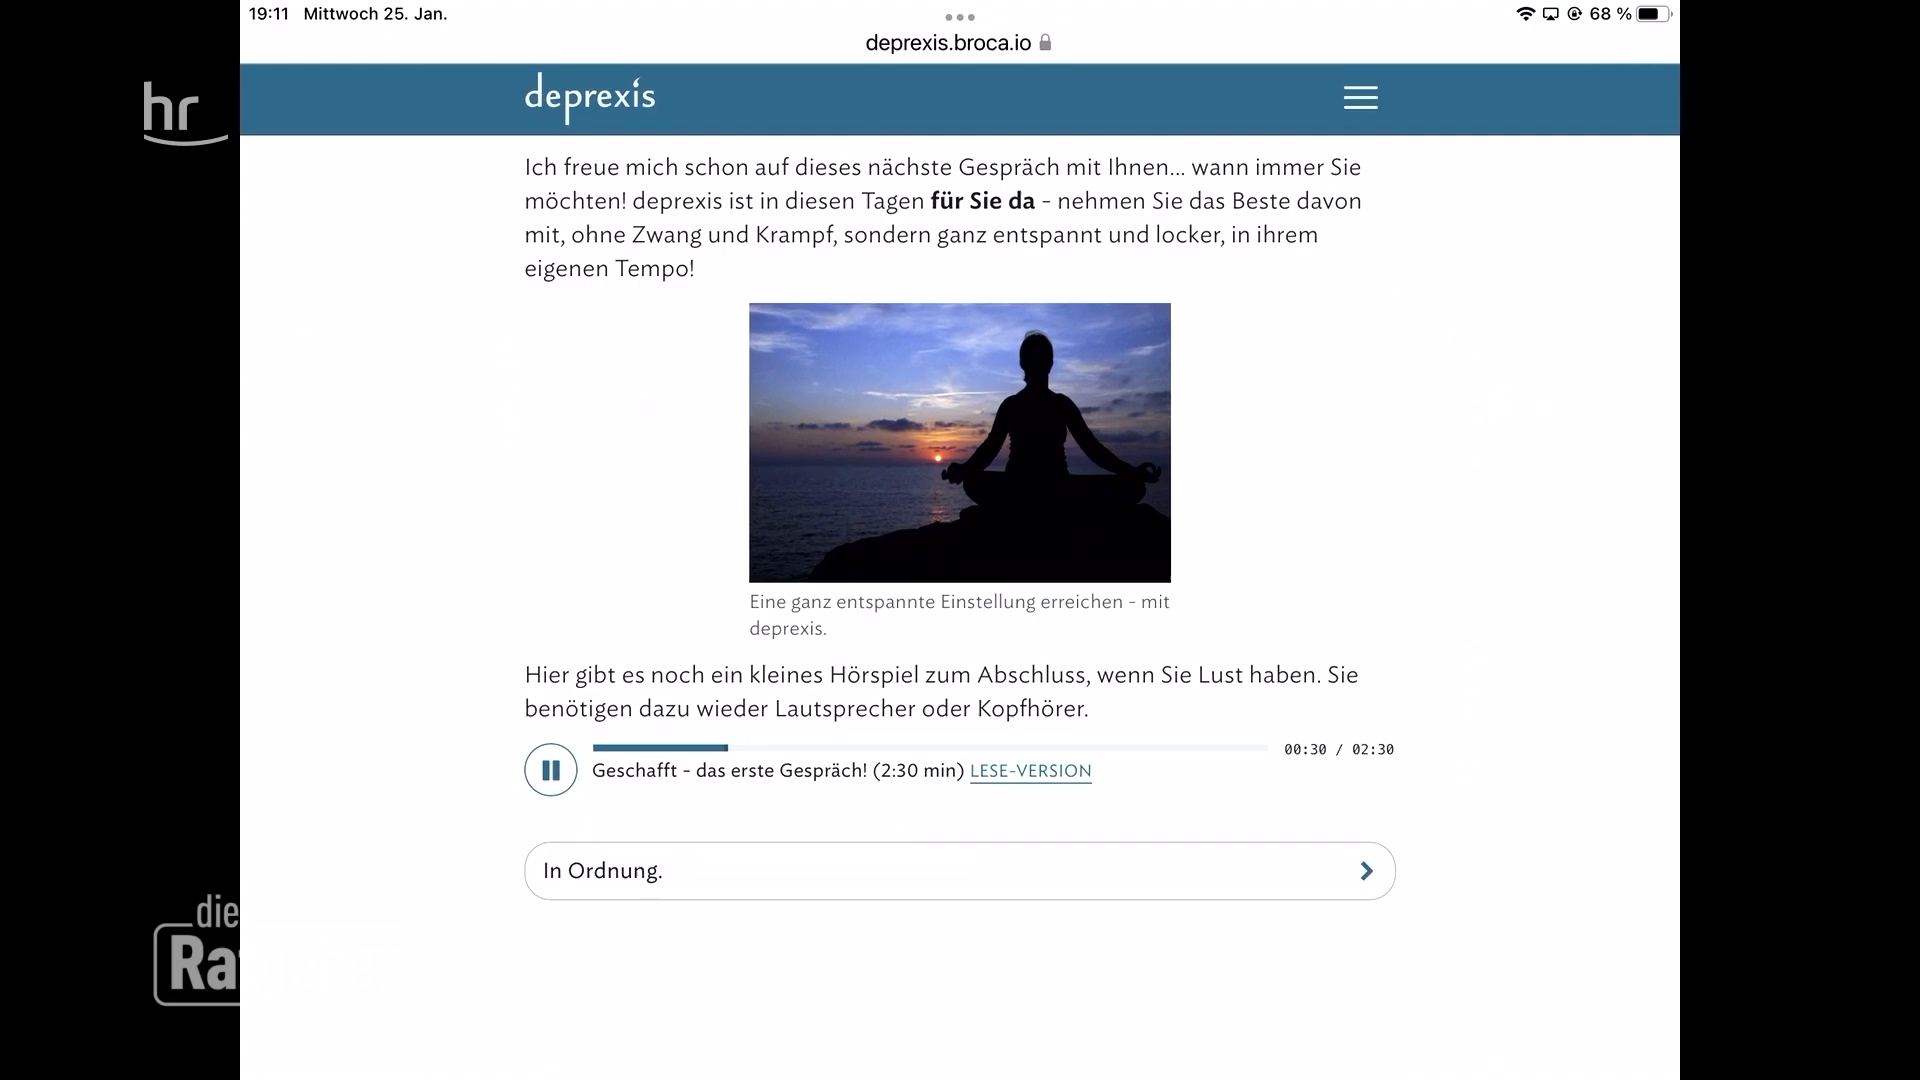 19:11 Mittwoch 25. Jan.
68 %
deprexis.broca.io
hr
deprexis
Ich freue mich schon auf dieses nächste Gespräch mit Ihnen... wann immer Sie
möchten! deprexis ist in diesen Tagen für Sie da - nehmen Sie das Beste davon
mit, ohne Zwang und Krampf, sondern ganz entspannt und locker, in ihrem
eigenen Tempo!
Eine ganz entspannte Einstellung erreichen - mit
deprexis.
Hier gibt es noch ein kleines Hörspiel zum Abschluss, wenn Sie Lust haben. Sie
benötigen dazu wieder Lautsprecher oder Kopfhörer.
00:30 / 02:30
Geschafft - das erste Gespräch! (2:30 min) LESE-VERSION
In Ordnung.
die